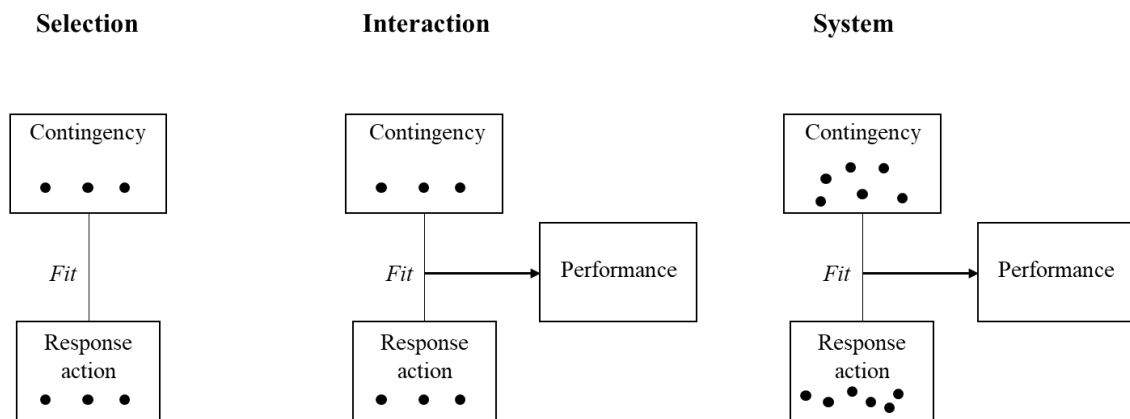 Selection
Interaction
System
Contingency
Contingency
Contingency
Fit
Fit
Performance
Fit
Performance
Response
action
Response
action
Response
action